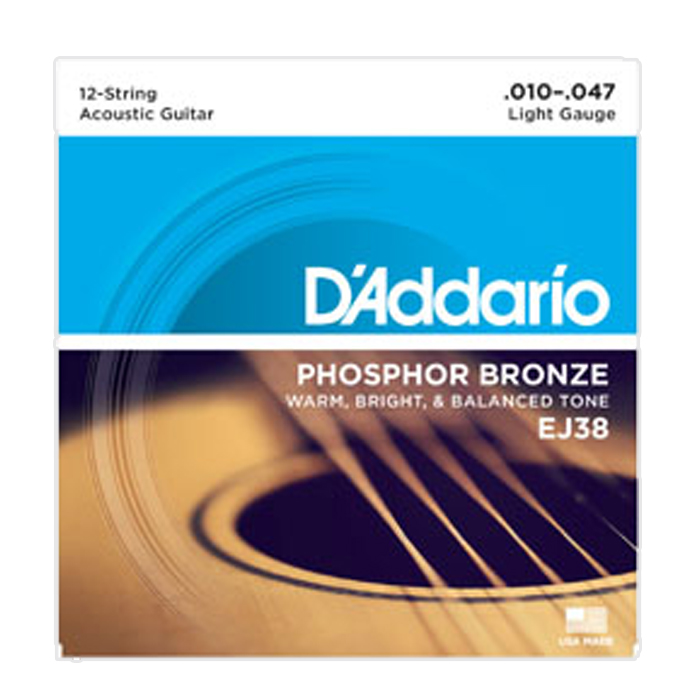 12-String
Acoustic Guitar
.010–.047
Light Gauge
D'Addario
PHOSPHOR BRONZE
WARM, BRIGHT, & BALANCED TONE
EJ38
USA MADE